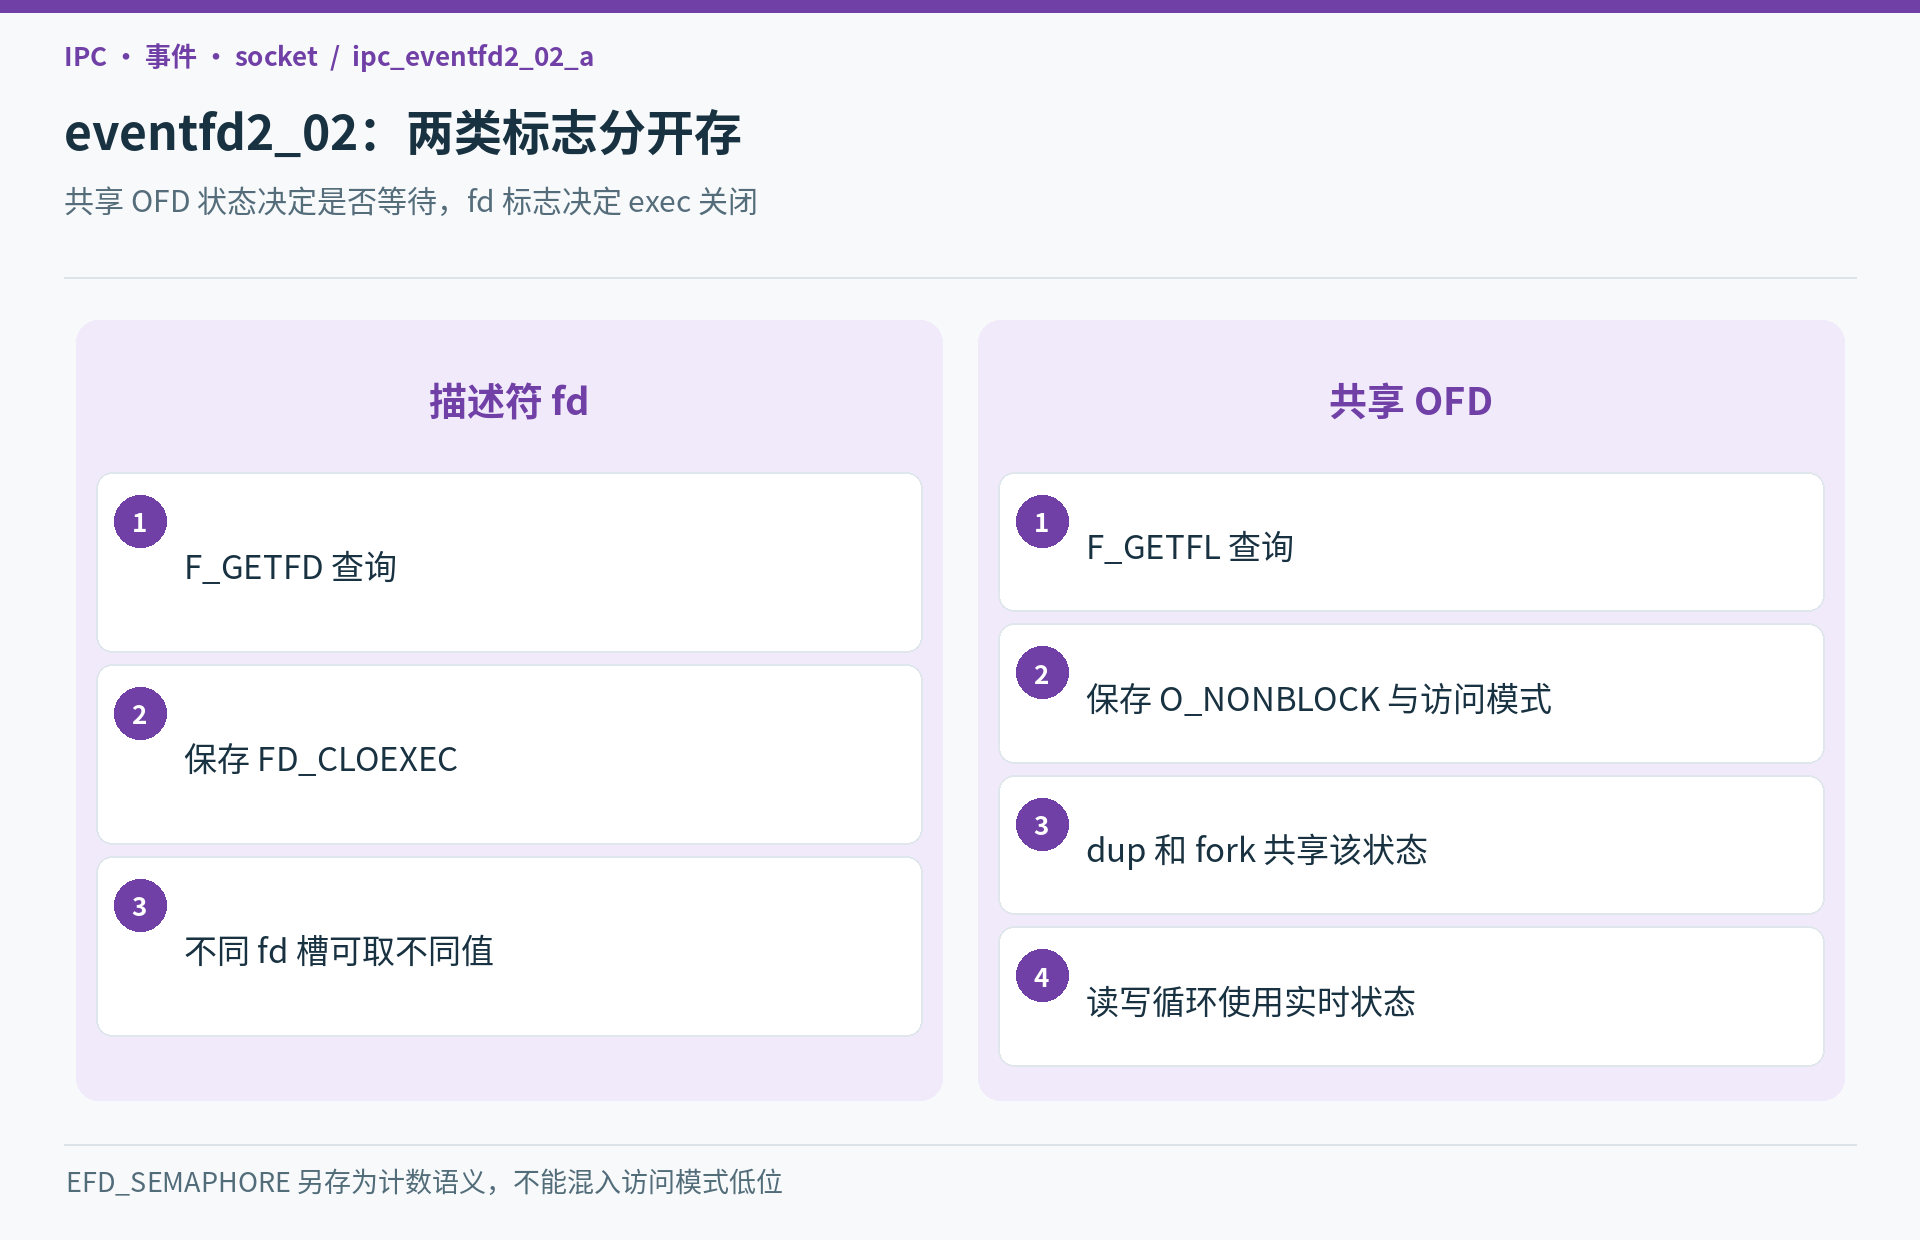 IPC · 事件 · socket / ipc_eventfd2_02_a
eventfd2_02：两类标志分开存
共享 OFD 状态决定是否等待，fd 标志决定 exec 关闭
描述符 fd
1
F_GETFD 查询
2
保存 FD_CLOEXEC
3
不同 fd 槽可取不同值
共享 OFD
1
F_GETFL 查询
2
保存 O_NONBLOCK 与访问模式
3
dup 和 fork 共享该状态
4
读写循环使用实时状态
EFD_SEMAPHORE 另存为计数语义，不能混入访问模式低位